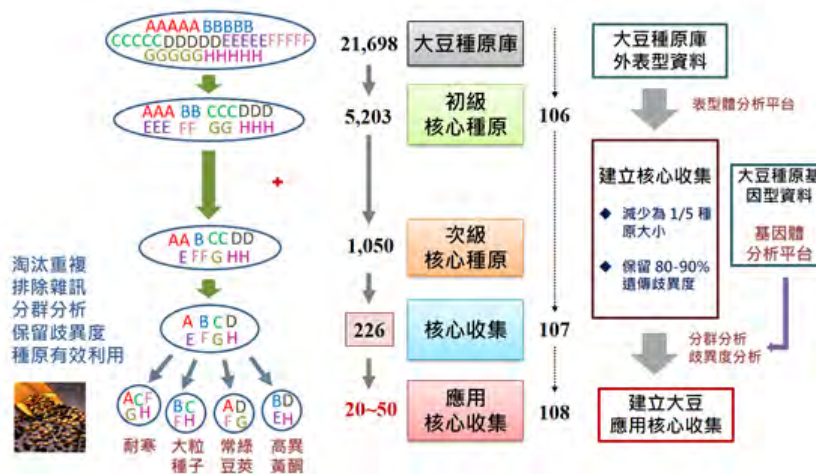 AAAAA BBBBB
CCCCCDDDDDEEEEEFFFFF
GGGGGHHHHH
21,698
大豆種原庫
大豆種原庫
外表型資料
AAA BB CCC DDD
EEE FF GG HHH
5,203
初級
核心種原
106
表型體分析平台
建立核心收集
減少為 1/5 種
原大小
保留 80-90%
遺傳歧異度
大豆種原基
因型資料
基因體
分析平台
AA B CC DD
E FF G HH
1,050
次級
核心種原
淘汰重複
排除雜訊
分群分析
保留歧異度
種原有效利用
A B C D
E F G H
226
核心收集
107
分群分析
歧異度分析
ACF
GH
BC
FH
AD
FG
BD
EH
20~50
應用
核心收集
108
建立大豆
應用核心收集
耐寒
大粒
種子
常綠
豆莢
高異
黃酮